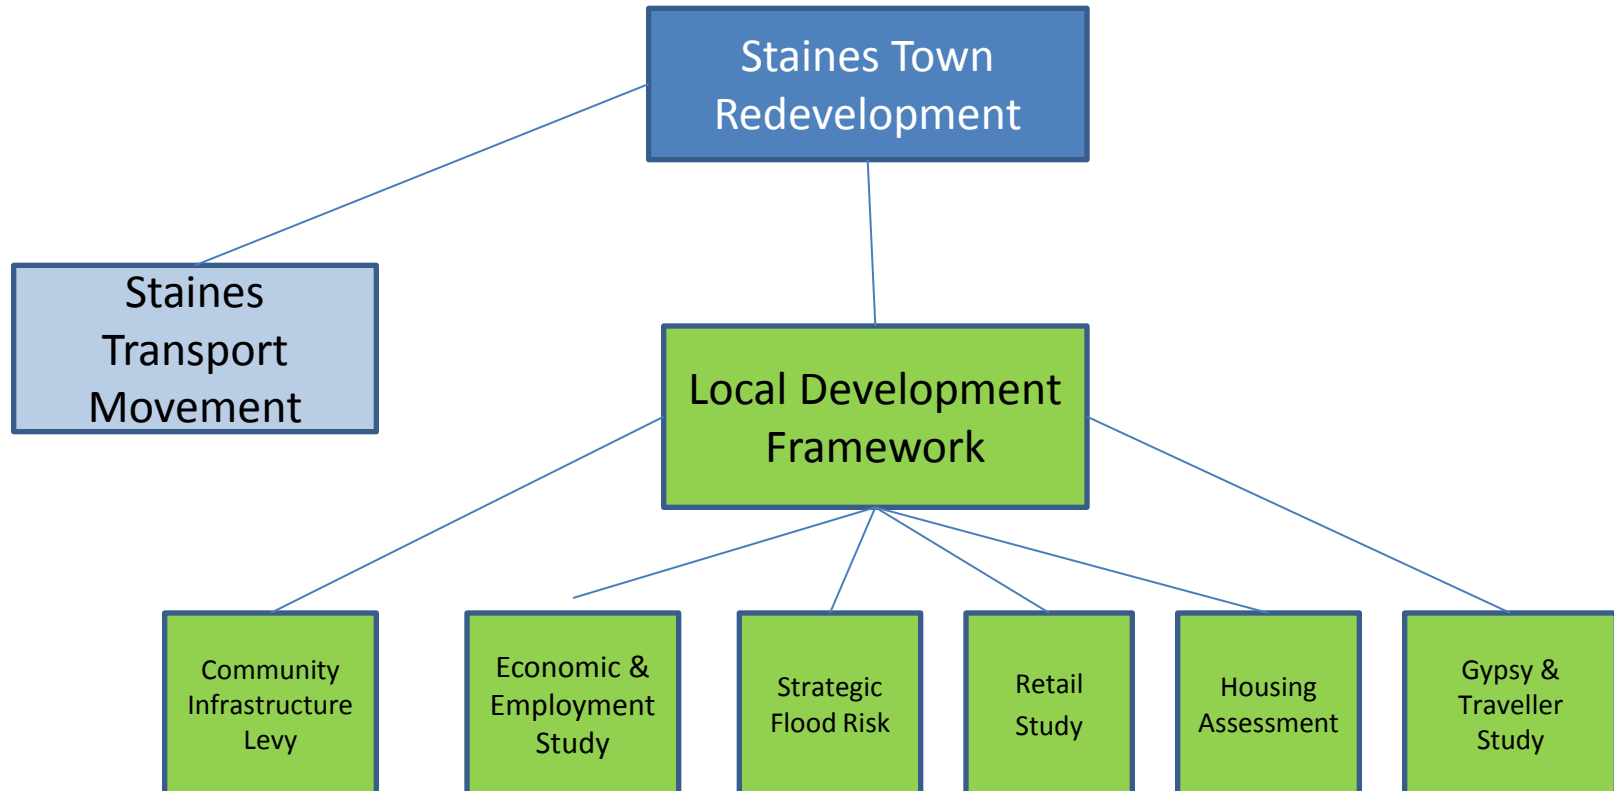 Staines Town
Redevelopment
Staines
Transport
Movement
Local Development
Framework
Community
Infrastructure
Levy
Economic &
Employment
Study
Strategic
Flood Risk
Retail
Study
Housing
Assessment
Gypsy &
Traveller
Study